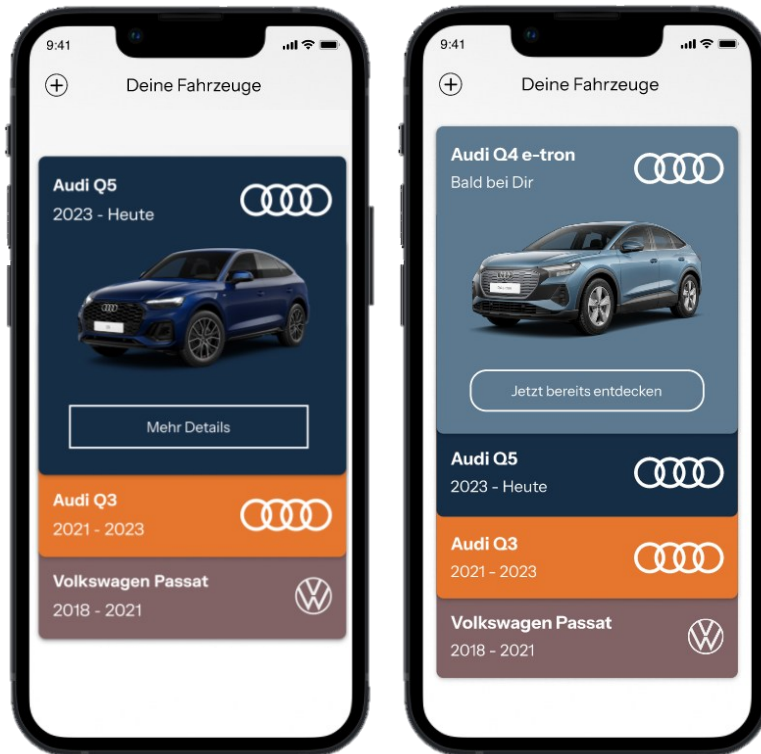 9:41
Deine Fahrzeuge
Audi Q5
2023 - Heute
Mehr Details
Audi Q3
2021 - 2023
Volkswagen Passat
2018 - 2021
9:41
Deine Fahrzeuge
Audi Q4 e-tron
Bald bei Dir
Jetzt bereits entdecken
Audi Q5
2023 - Heute
Audi Q3
2021 - 2023
Volkswagen Passat
2018 - 2021